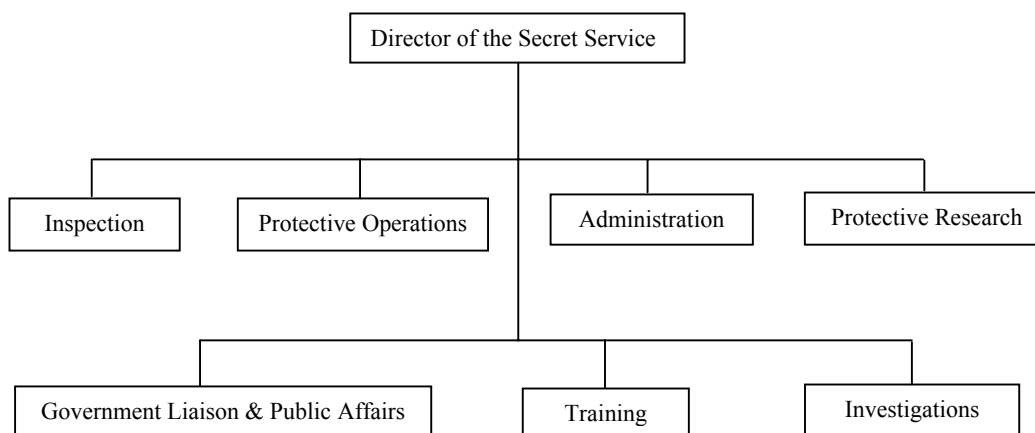 Director of the Secret Service
Inspection
Protective Operations
Administration
Protective Research
Government Liaison & Public Affairs
Training
Investigations